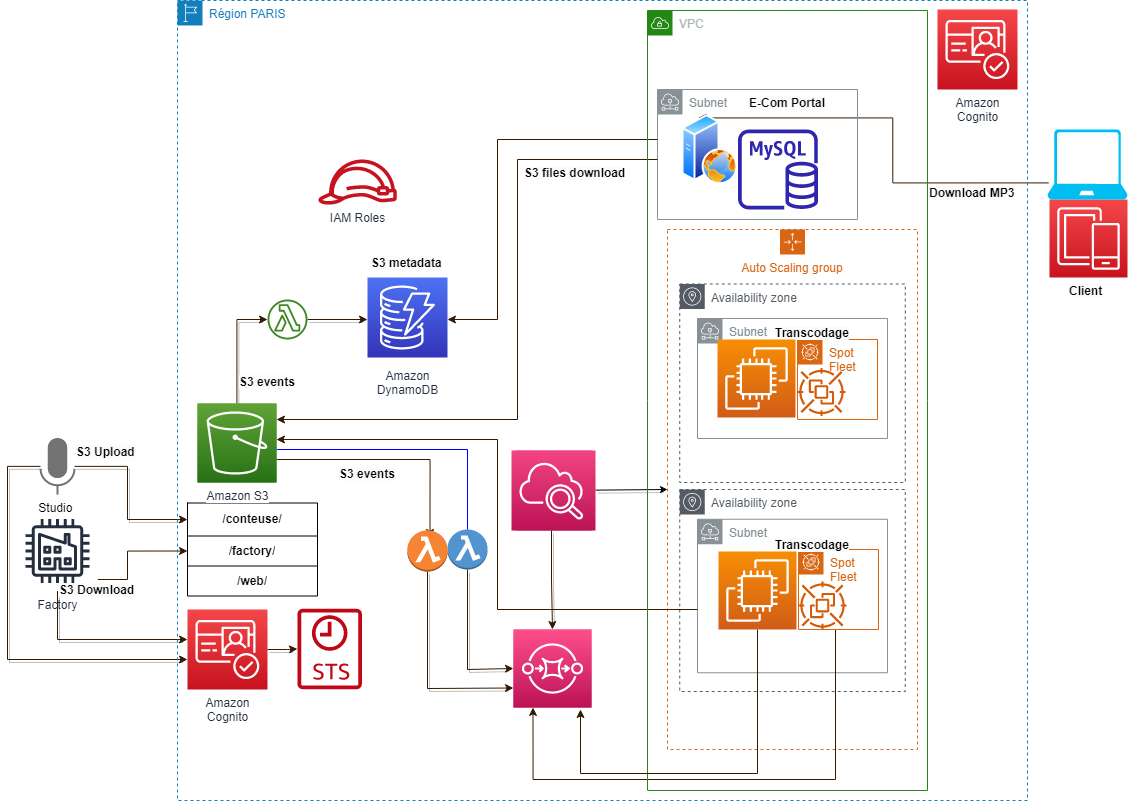 Région PARIS
VPC
Amazon
Cognito
Subnet
E-Com Portal
MySQL
S3 files download
Download MP3
Client
IAM Roles
Auto Scaling group
S3 metadata
Amazon
DynamoDB
Availability zone
Subnet
Transcodage
Spot
Fleet
S3 events
S3 Upload
Studio
Amazon S3
S3 events
/conteuse/
/factory/
/web/
Availability zone
Subnet
Transcodage
Spot
Fleet
S3 Download
Factory
STS
Amazon
Cognito